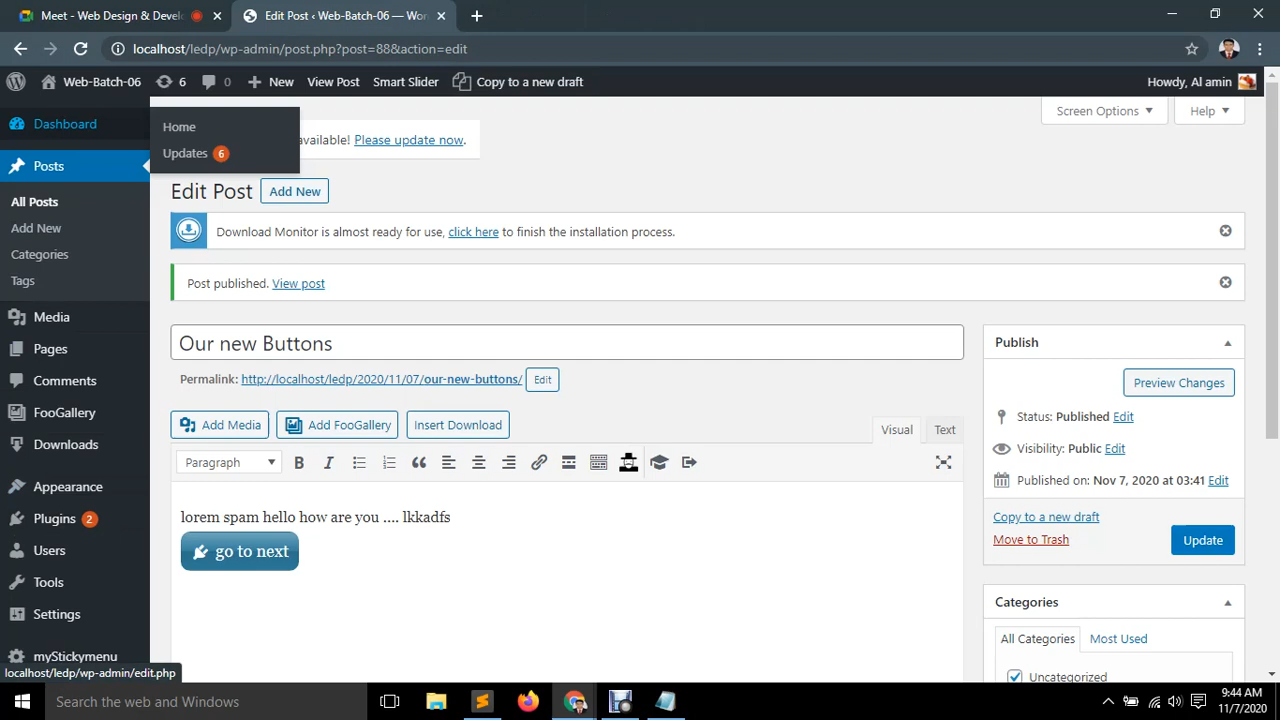 Meet - Web Design & Develo
Edit Post ‹ Web-Batch-06 — Wor
localhost/ledp/wp-admin/post.php?post=88&action=edit
Web-Batch-06
6
0
New
View Post
Smart Slider
Copy to a new draft
Howdy, Al amin
Dashboard
Home
Updates 6
available! Please update now.
Screen Options
Help
Posts
Edit Post
Add New
All Posts
Add New
Categories
Tags
Download Monitor is almost ready for use, click here to finish the installation process.
Post published. View post
Media
Pages
Comments
FooGallery
Downloads
Appearance
Plugins 2
Users
Tools
Settings
myStickymenu
Our new Buttons
Permalink: http://localhost/ledp/2020/11/07/our-new-buttons/ Edit
Add Media
Add FooGallery
Insert Download
Visual
Text
Paragraph
B
I
lorem spam hello how are you .... lkkadfs
go to next
Publish
Preview Changes
Status: Published Edit
Visibility: Public Edit
Published on: Nov 7, 2020 at 03:41 Edit
Copy to a new draft
Move to Trash
Update
Categories
All Categories
Most Used
Uncategorized
localhost/ledp/wp-admin/edit.php
Search the web and Windows
9:44 AM
11/7/2020